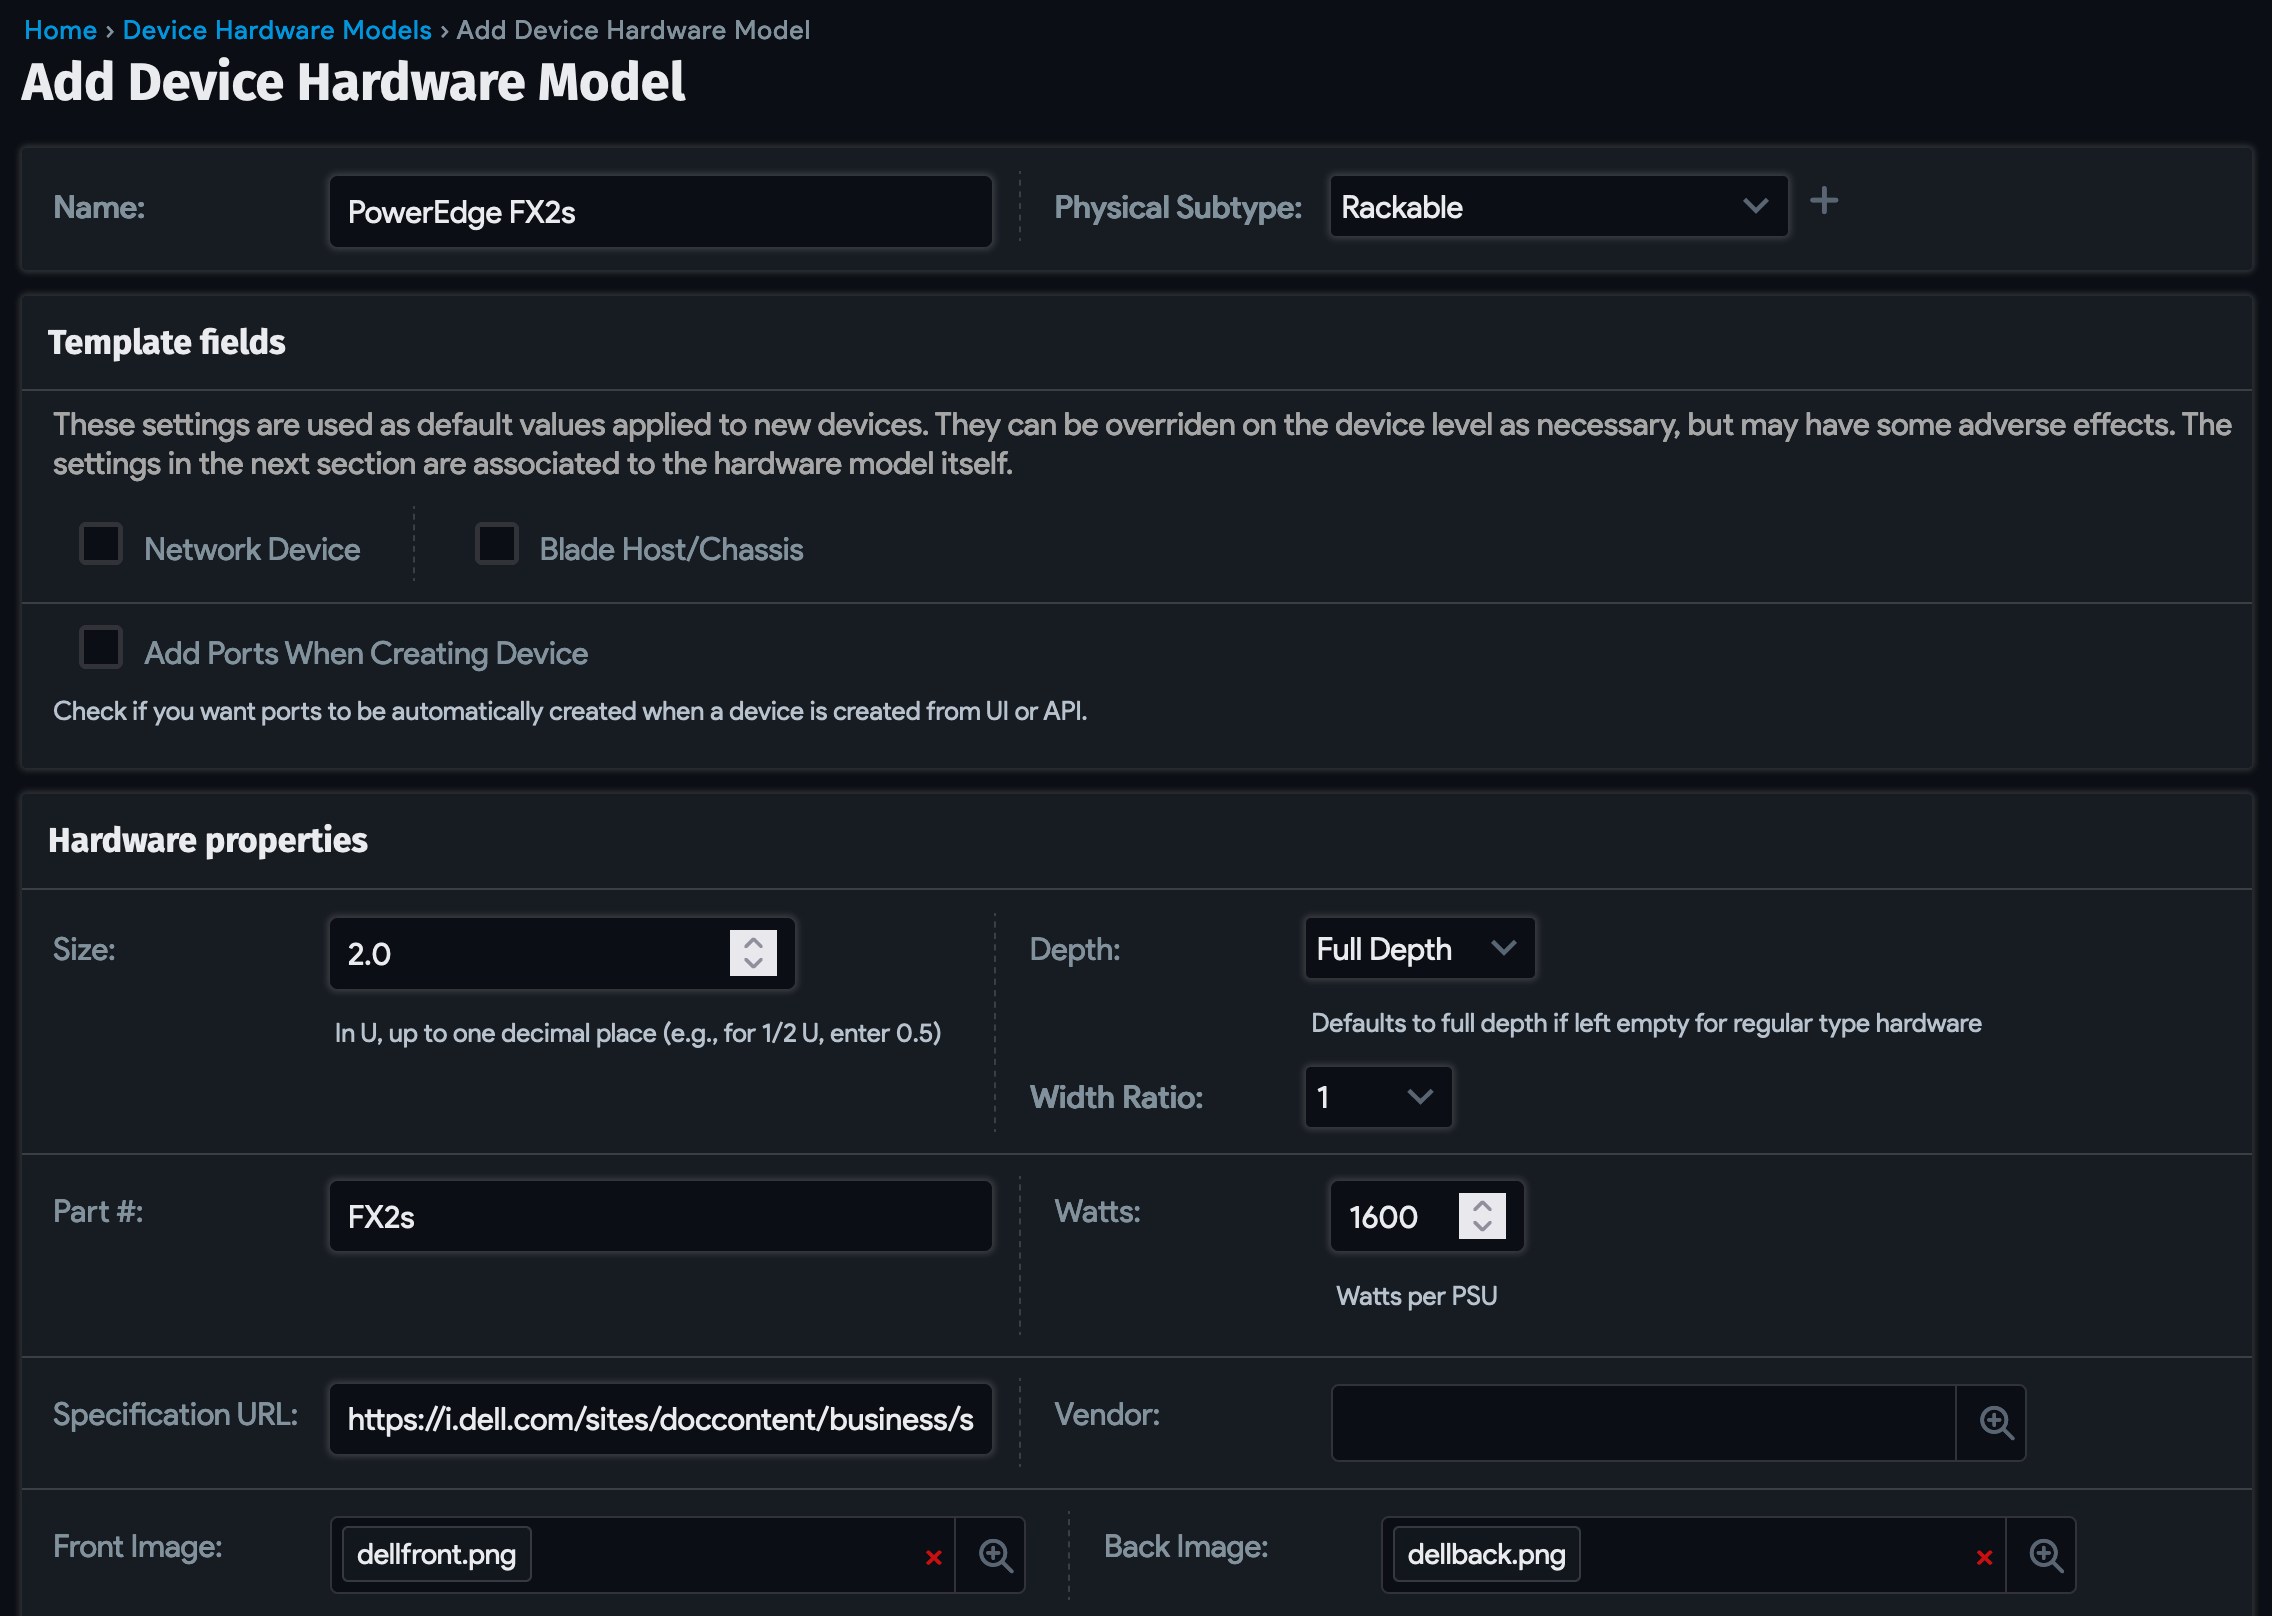 Home › Device Hardware Models › Add Device Hardware Model
Add Device Hardware Model
Name: PowerEdge FX2s Physical Subtype: Rackable
Template fields
These settings are used as default values applied to new devices. They can be overriden on the device level as necessary, but may have some adverse effects. The
settings in the next section are associated to the hardware model itself.
Network Device Blade Host/Chassis
Add Ports When Creating Device
Check if you want ports to be automatically created when a device is created from UI or API.
Hardware properties
Size: 2.0 Depth: Full Depth
In U, up to one decimal place (e.g., for 1/2 U, enter 0.5) Defaults to full depth if left empty for regular type hardware
Width Ratio: 1
Part #: FX2s Watts: 1600
Watts per PSU
Specification URL: https://i.dell.com/sites/doccontent/business/s Vendor:
Front Image: dellfront.png Back Image: dellback.png